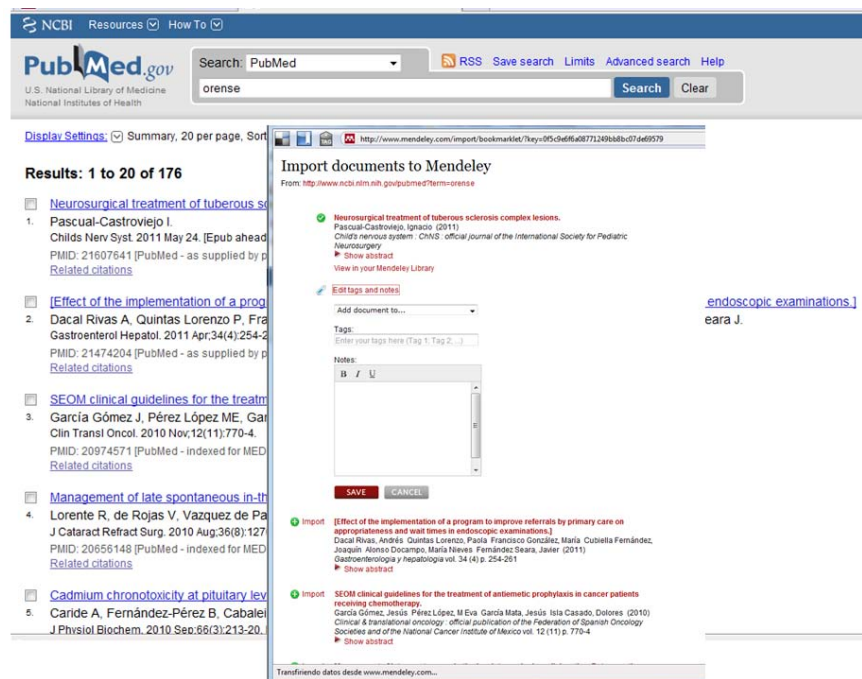 NCBI Resources How To
PubMed.gov
U.S. National Library of Medicine
National Institutes of Health
Search: PubMed
RSS Save search Limits Advanced search Help
orense
Search Clear
Display Settings: Summary, 20 per page, Sort
Results: 1 to 20 of 176
Neurosurgical treatment of tuberous sc
1. Pascual-Castroviejo I.
Childs Nerv Syst. 2011 May 24. [Epub ahead
PMID: 21607641 [PubMed - as supplied by p
Related citations
[Effect of the implementation of a prog
endoscopic examinations.]
2. Dacal Rivas A, Quintas Lorenzo P, Fra
eara J.
Gastroenterol Hepatol. 2011 Apr;34(4):254-2
PMID: 21474204 [PubMed - as supplied by p
Related citations
SEOM clinical guidelines for the treatm
3. García Gómez J, Pérez López ME, Gar
Clin Transl Oncol. 2010 Nov;12(11):770-4.
PMID: 20974571 [PubMed - indexed for MED
Related citations
Management of late spontaneous in-th
4. Lorente R, de Rojas V, Vazquez de Pa
J Cataract Refract Surg. 2010 Aug;36(8):127
PMID: 20656148 [PubMed - indexed for MED
Related citations
Cadmium chronotoxicity at pituitary lev
5. Caride A, Fernández-Pérez B, Cabalei
J Physiol Biochem. 2010 Sep;66(3):213-20.
http://www.mendeley.com/import/bookmarklet/?key=0f5c9e6f6a08771249bb8bc07de69579
Import documents to Mendeley
From: http://www.ncbi.nlm.nih.gov/pubmed?term=orense
Neurosurgical treatment of tuberous sclerosis complex lesions.
Pascual-Castroviejo, Ignacio (2011)
Child's nervous system : ChNS : official journal of the International Society for Pediatric
Neurosurgery
Show abstract
View in your Mendeley Library
Edit tags and notes
Add document to...
Tags:
Enter your tags here (Tag 1, Tag 2, ...)
Notes:
B I U
SAVE CANCEL
Import [Effect of the implementation of a program to improve referrals by primary care on
appropriateness and wait times in endoscopic examinations.]
Dacal Rivas, Andrés Quintas Lorenzo, Paola Francisco González, María Cubiella Fernández,
Joaquín Alonso Docampo, María Nieves Fernández Seara, Javier (2011)
Gastroenterología y hepatología vol. 34 (4) p. 254-261
Show abstract
Import SEOM clinical guidelines for the treatment of antiemetic prophylaxis in cancer patients
receiving chemotherapy.
García Gómez, Jesús Pérez López, M Eva García Mata, Jesús Isla Casado, Dolores (2010)
Clinical & translational oncology : official publication of the Federation of Spanish Oncology
Societies and of the National Cancer Institute of Mexico vol. 12 (11) p. 770-4
Show abstract
Transfiriendo datos desde www.mendeley.com...